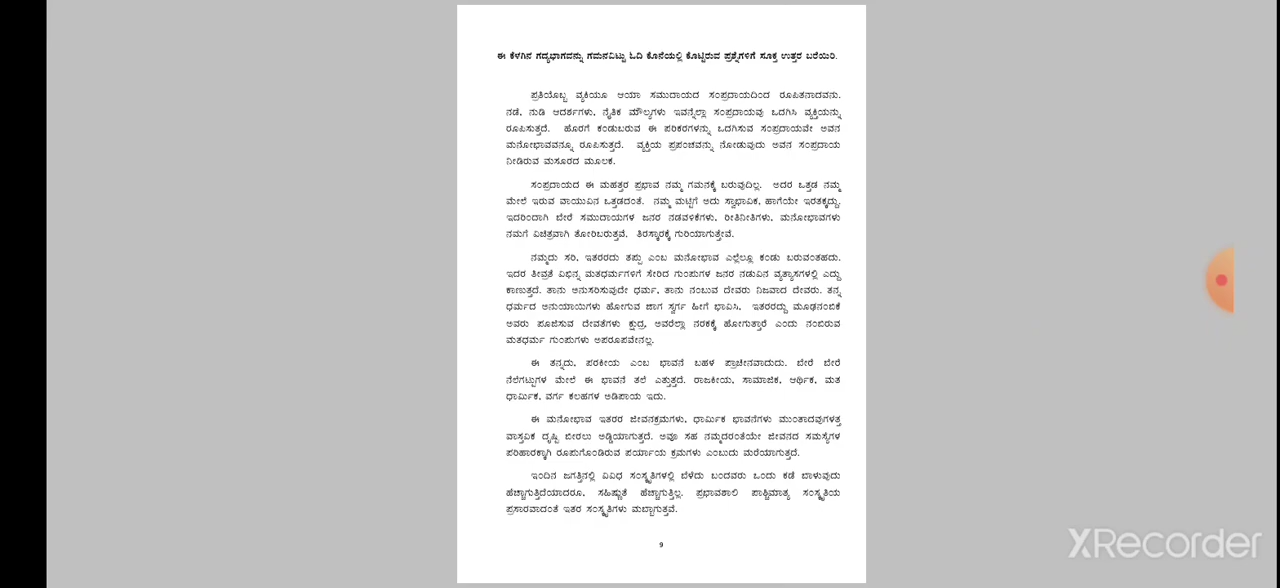 ಈ ಕೆಳಗಿನ ಗದ್ಯಭಾಗವನ್ನು ಗಮನವಿಟ್ಟು ಓದಿ ಕೊನೆಯಲ್ಲಿ ಕೊಟ್ಟಿರುವ ಪ್ರಶ್ನೆಗಳಿಗೆ ಸೂಕ್ತ ಉತ್ತರ ಬರೆಯಿರಿ.
ಪ್ರತಿಯೊಬ್ಬ ವ್ಯಕಿಯೂ ಆಯಾ ಸಮುದಾಯದ ಸಂಪ್ರದಾಯದಿಂದ ರೂಪಿತನಾದವನು.
ನಡೆ, ನುಡಿ ಆದರ್ಶಗಳು, ನೈತಿಕ ಮೌಲ್ಯಗಳು ಇವನ್ನೆಲ್ಲಾ ಸಂಪ್ರದಾಯವು ಒದಗಿಸಿ ವ್ಯಕ್ತಿಯನ್ನು
ರೂಪಿಸುತ್ತದೆ. ಹೊರಗೆ ಕಂಡುಬರುವ ಈ ಪರಿಕರಗಳನ್ನು ಒದಗಿಸುವ ಸಂಪ್ರದಾಯವೇ ಅವನ
ಮನೋಭಾವವನ್ನೂ ರೂಪಿಸುತ್ತದೆ. ವ್ಯಕ್ತಿಯ ಪ್ರಪಂಚವನ್ನು ನೋಡುವುದು ಅವನ ಸಂಪ್ರದಾಯ
ನೀಡಿರುವ ಮಸೂರದ ಮೂಲಕ.
ಸಂಪ್ರದಾಯದ ಈ ಮಹತ್ತರ ಪ್ರಭಾವ ನಮ್ಮ ಗಮನಕ್ಕೆ ಬರುವುದಿಲ್ಲ. ಅದರ ಒತ್ತಡ ನಮ್ಮ
ಮೇಲೆ ಇರುವ ವಾಯುವಿನ ಒತ್ತಡದಂತೆ. ನಮ್ಮ ಮಟ್ಟಿಗೆ ಅದು ಸ್ವಾಭಾವಿಕ, ಹಾಗೆಯೇ ಇರತಕ್ಕದ್ದು.
ಇದರಿಂದಾಗಿ ಬೇರೆ ಸಮುದಾಯಗಳ ಜನರ ನಡವಳಿಕೆಗಳು, ರೀತಿನೀತಿಗಳು, ಮನೋಭಾವಗಳು
ನಮಗೆ ವಿಚಿತ್ರವಾಗಿ ತೋರಿಬರುತ್ತವೆ. ತಿರಸ್ಕಾರಕ್ಕೆ ಗುರಿಯಾಗುತ್ತೇವೆ.
ನಮ್ಮದು ಸರಿ, ಇತರರದು ತಪ್ಪು ಎಂಬ ಮನೋಭಾವ ಎಲ್ಲೆಲ್ಲೂ ಕಂಡು ಬರುವಂತಹದು.
ಇದರ ತೀವ್ರತೆ ವಿಭಿನ್ನ ಮತಧರ್ಮಗಳಿಗೆ ಸೇರಿದ ಗುಂಪುಗಳ ಜನರ ನಡುವಿನ ವ್ಯತ್ಯಾಸಗಳಲ್ಲಿ ಎದ್ದು
ಕಾಣುತ್ತದೆ. ತಾನು ಅನುಸರಿಸುವುದೇ ಧರ್ಮ, ತಾನು ನಂಬುವ ದೇವರು ನಿಜವಾದ ದೇವರು. ತನ್ನ
ಧರ್ಮದ ಅನುಯಾಯಿಗಳು ಹೋಗುವ ಜಾಗ ಸ್ವರ್ಗ ಹೀಗೆ ಭಾವಿಸಿ, ಇತರರದ್ದು ಮೂಢನಂಬಿಕೆ
ಅವರು ಪೂಜಿಸುವ ದೇವತೆಗಳು ಕ್ಷುದ್ರ, ಅವರೆಲ್ಲಾ ನರಕಕ್ಕೆ ಹೋಗುತ್ತಾರೆ ಎಂದು ನಂಬಿರುವ
ಮತಧರ್ಮ ಗುಂಪುಗಳು ಅಪರೂಪವೇನಲ್ಲ.
ಈ ತನ್ನದು, ಪರಕೀಯ ಎಂಬ ಭಾವನೆ ಬಹಳ ಪ್ರಾಚೀನವಾದುದು. ಬೇರೆ ಬೇರೆ
ನೆಲೆಗಟ್ಟುಗಳ ಮೇಲೆ ಈ ಭಾವನೆ ತಲೆ ಎತ್ತುತ್ತದೆ. ರಾಜಕೀಯ, ಸಾಮಾಜಿಕ, ಆರ್ಥಿಕ, ಮತ
ಧಾರ್ಮಿಕ, ವರ್ಗ ಕಲಹಗಳ ಅಡಿಪಾಯ ಇದು.
ಈ ಮನೋಭಾವ ಇತರರ ಜೀವನಕ್ರಮಗಳು, ಧಾರ್ಮಿಕ ಭಾವನೆಗಳು ಮುಂತಾದವುಗಳತ್ತ
ವಾಸ್ತವಿಕ ದೃಷ್ಟಿ ಬೀರಲು ಅಡ್ಡಿಯಾಗುತ್ತದೆ. ಅವೂ ಸಹ ನಮ್ಮದರಂತೆಯೇ ಜೀವನದ ಸಮಸ್ಯೆಗಳ
ಪರಿಹಾರಕ್ಕಾಗಿ ರೂಪುಗೊಂಡಿರುವ ಪರ್ಯಾಯ ಕ್ರಮಗಳು ಎಂಬುದು ಮರೆಯಾಗುತ್ತದೆ.
ಇಂದಿನ ಜಗತ್ತಿನಲ್ಲಿ ವಿವಿಧ ಸಂಸ್ಕೃತಿಗಳಲ್ಲಿ ಬೆಳೆದು ಬಂದವರು ಒಂದು ಕಡೆ ಬಾಳುವುದು
ಹೆಚ್ಚಾಗುತ್ತಿದೆಯಾದರೂ, ಸಹಿಷ್ಣುತೆ ಹೆಚ್ಚಾಗುತ್ತಿಲ್ಲ. ಪ್ರಭಾವಶಾಲಿ ಪಾಶ್ಚಿಮಾತ್ಯ ಸಂಸ್ಕೃತಿಯ
ಪ್ರಸಾರವಾದಂತೆ ಇತರ ಸಂಸ್ಕೃತಿಗಳು ಮಬ್ಬಾಗುತ್ತವೆ.
9
XRecorder